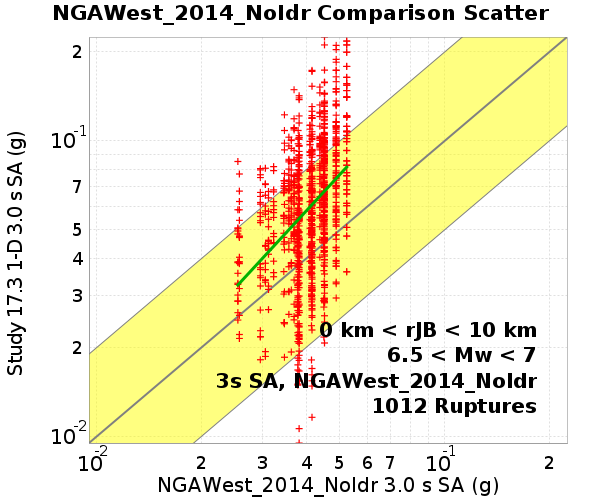 NGAWest_2014_NoIdr Comparison Scatter
2
10-1
7
5
4
3
2
10-2
Study 17.3 1-D 3.0 s SA (g)
0 km < rJB < 10 km
6.5 < Mw < 7
3s SA, NGAWest_2014_NoIdr
1012 Ruptures
10-2 2 3 4 5 6 7 10-1 2
NGAWest_2014_NoIdr 3.0 s SA (g)